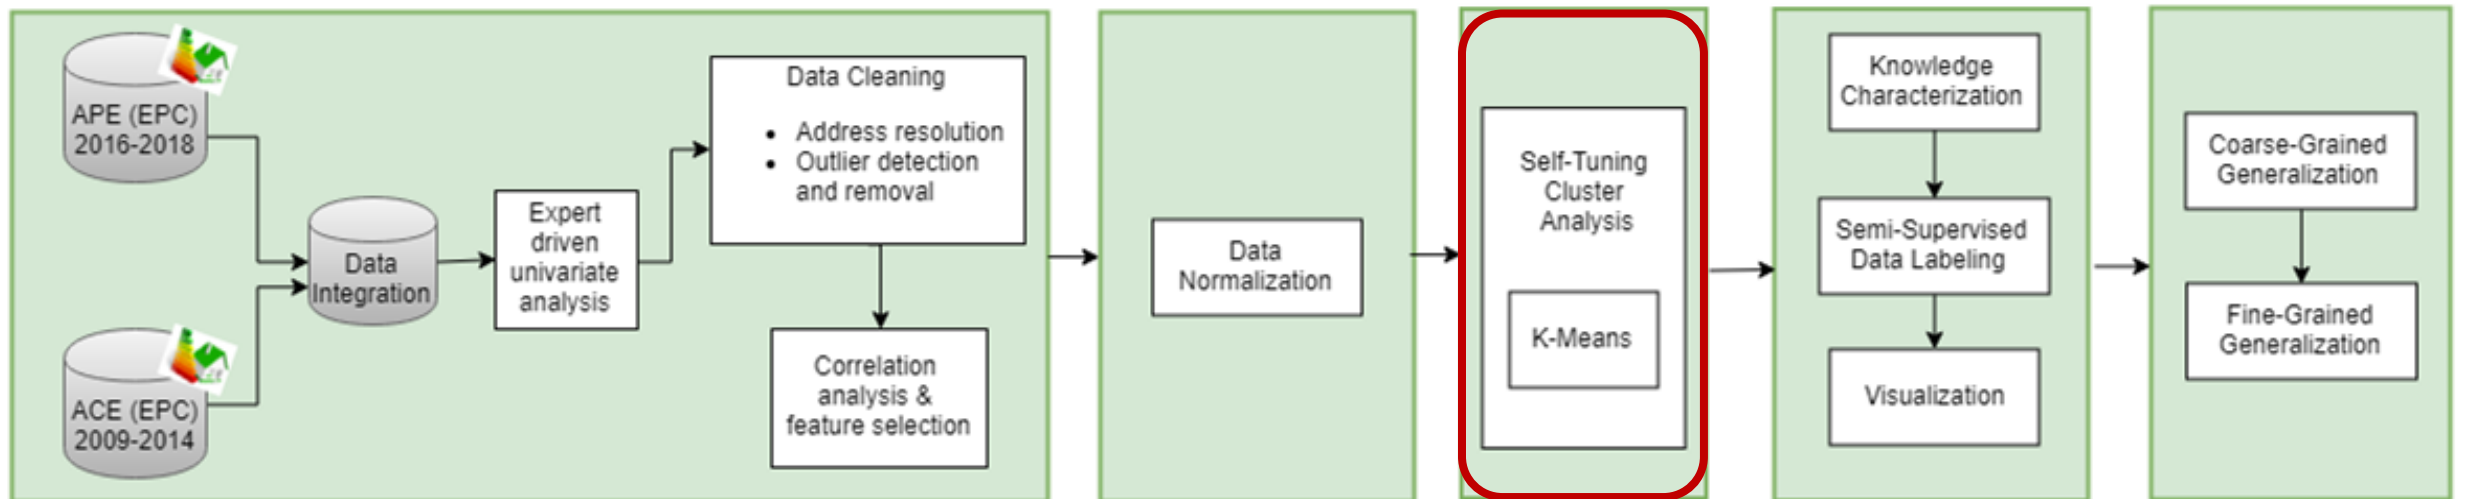 APE (EPC)
2016-2018
ACE (EPC)
2009-2014
Data
Integration
Expert
driven
univariate
analysis
Data Cleaning
• Address resolution
• Outlier detection
and removal
Correlation
analysis &
feature selection
Data
Normalization
Self-Tuning
Cluster
Analysis
K-Means
Knowledge
Characterization
Semi-Supervised
Data Labeling
Visualization
Coarse-Grained
Generalization
Fine-Grained
Generalization